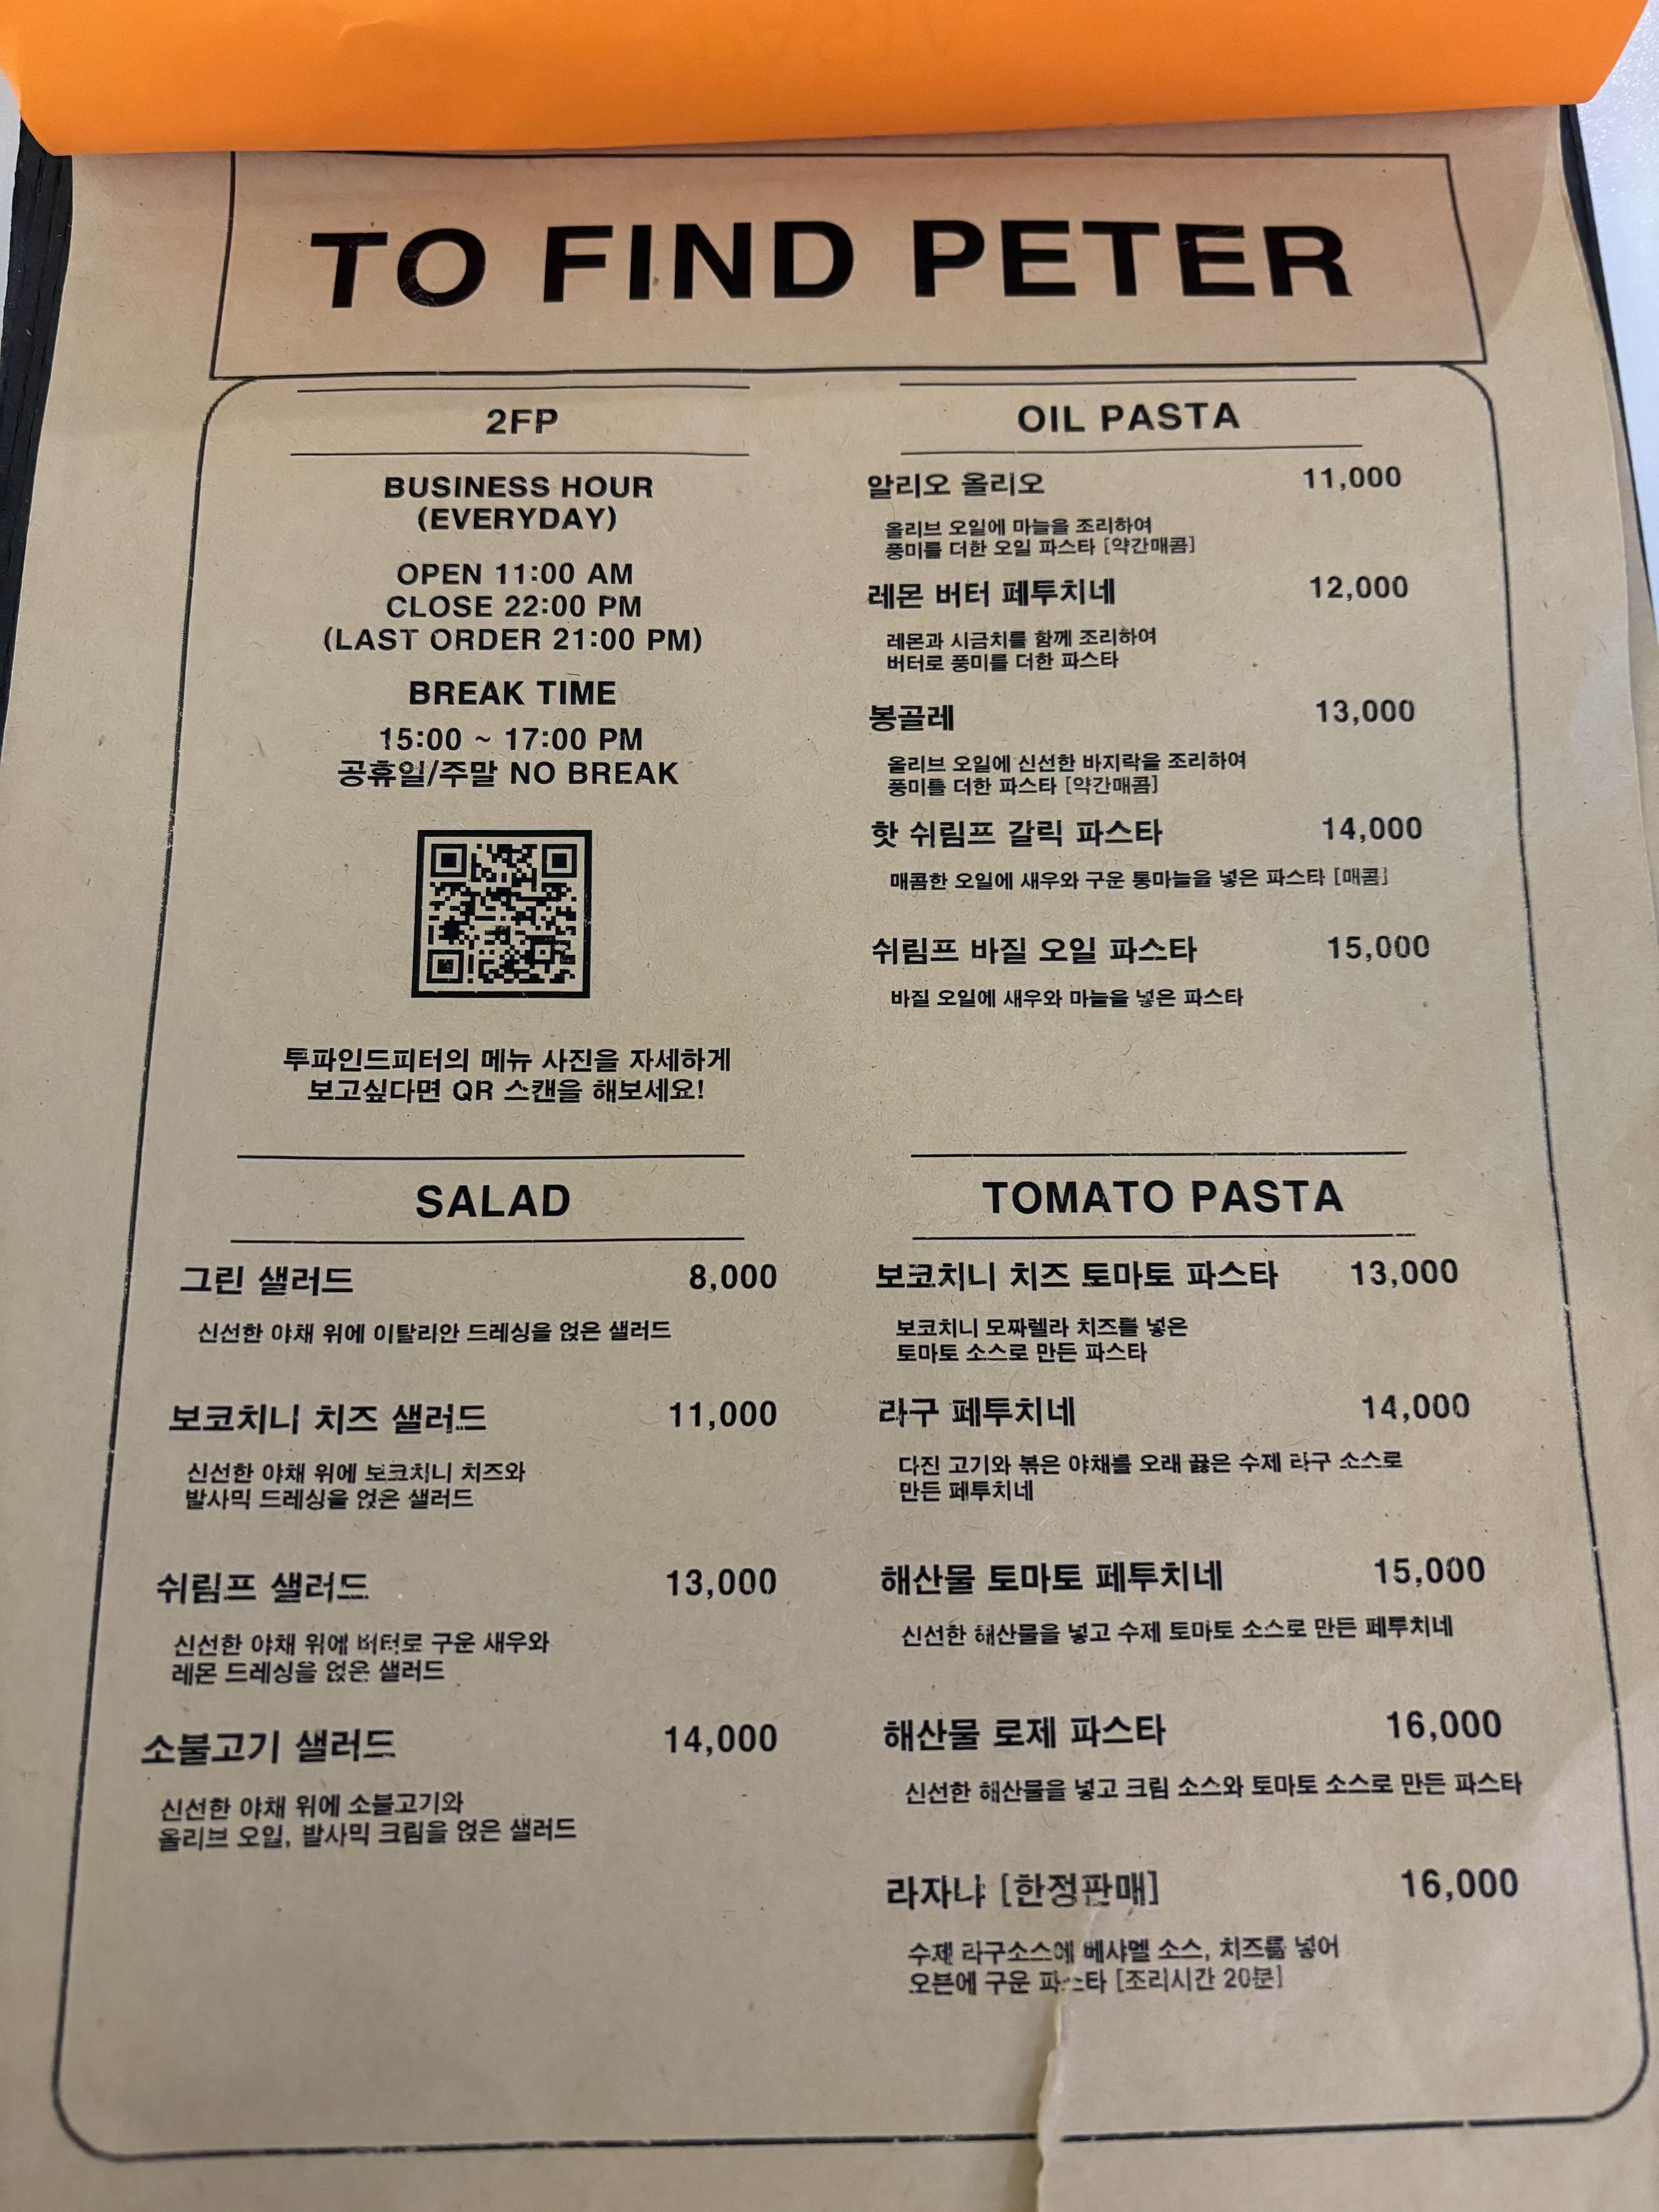 TO FIND PETER
2FP
BUSINESS HOUR
(EVERYDAY)
OPEN 11:00 AM
CLOSE 22:00 PM
(LAST ORDER 21:00 PM)
BREAK TIME
15:00 ~ 17:00 PM
공휴일/주말 NO BREAK
투파인드피터의 메뉴 사진을 자세하게
보고싶다면 QR 스캔을 해보세요!
OIL PASTA
알리오 올리오 11,000
올리브 오일에 마늘을 조리하여
풍미를 더한 오일 파스타 [약간매콤]
레몬 버터 페투치네 12,000
레몬과 시금치를 함께 조리하여
버터로 풍미를 더한 파스타
봉골레 13,000
올리브 오일에 신선한 바지락을 조리하여
풍미를 더한 파스타 [약간매콤]
핫 쉬림프 갈릭 파스타 14,000
매콤한 오일에 새우와 구운 통마늘을 넣은 파스타 [매콤]
쉬림프 바질 오일 파스타 15,000
바질 오일에 새우와 마늘을 넣은 파스타
SALAD
그린 샐러드 8,000
신선한 야채 위에 이탈리안 드레싱을 얹은 샐러드
보코치니 치즈 샐러드 11,000
신선한 야채 위에 보코치니 치즈와
발사믹 드레싱을 얹은 샐러드
쉬림프 샐러드 13,000
신선한 야채 위에 버터로 구운 새우와
레몬 드레싱을 얹은 샐러드
소불고기 샐러드 14,000
신선한 야채 위에 소불고기와
올리브 오일, 발사믹 크림을 얹은 샐러드
TOMATO PASTA
보코치니 치즈 토마토 파스타 13,000
보코치니 모짜렐라 치즈를 넣은
토마토 소스로 만든 파스타
라구 페투치네 14,000
다진 고기와 볶은 야채를 오래 끓은 수제 라구 소스로
만든 페투치네
해산물 토마토 페투치네 15,000
신선한 해산물을 넣고 수제 토마토 소스로 만든 페투치네
해산물 로제 파스타 16,000
신선한 해산물을 넣고 크림 소스와 토마토 소스로 만든 파스타
라자냐 [한정판매] 16,000
수제 라구소스에 베샤멜 소스, 치즈를 넣어
오븐에 구운 파스타 [조리시간 20분]